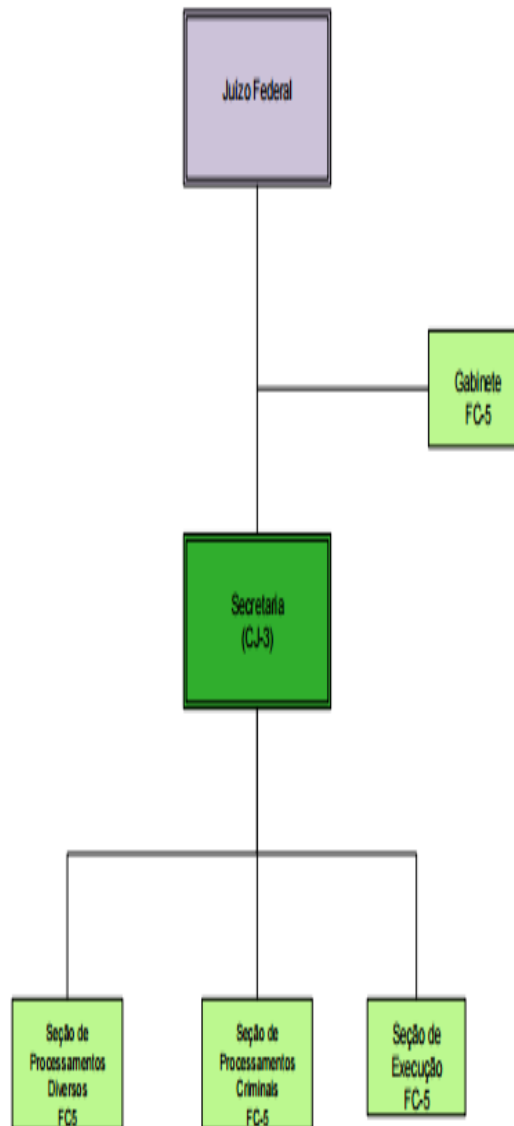 Juízo Federal
Gabinete
FC-5
Secretaria
(CJ-3)
Seção de
Processamentos
Diversos
FC5
Seção de
Processamentos
Criminais
FC-5
Seção de
Execução
FC-5